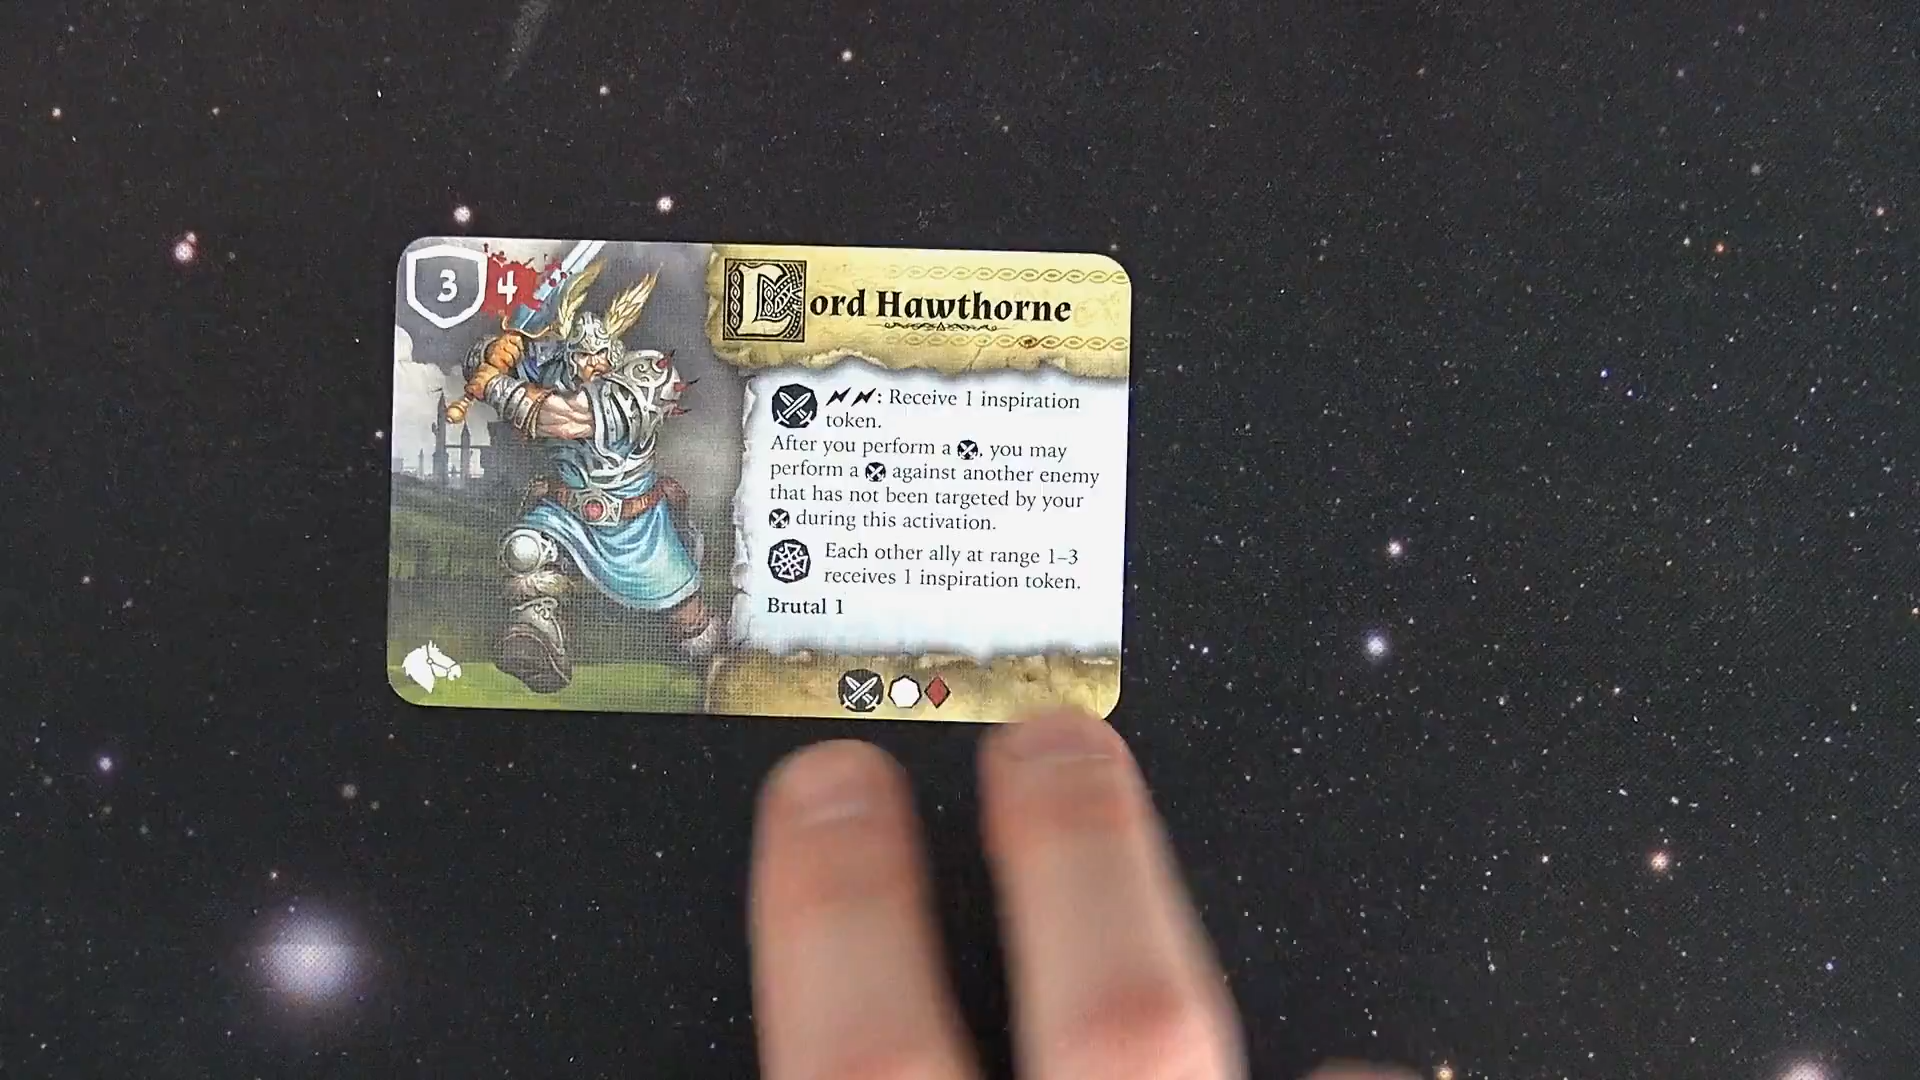 3 4
Lord Hawthorne
: Receive 1 inspiration
token.
After you perform a , you may
perform a against another enemy
that has not been targeted by your
during this activation.
Each other ally at range 1–3
receives 1 inspiration token.
Brutal 1